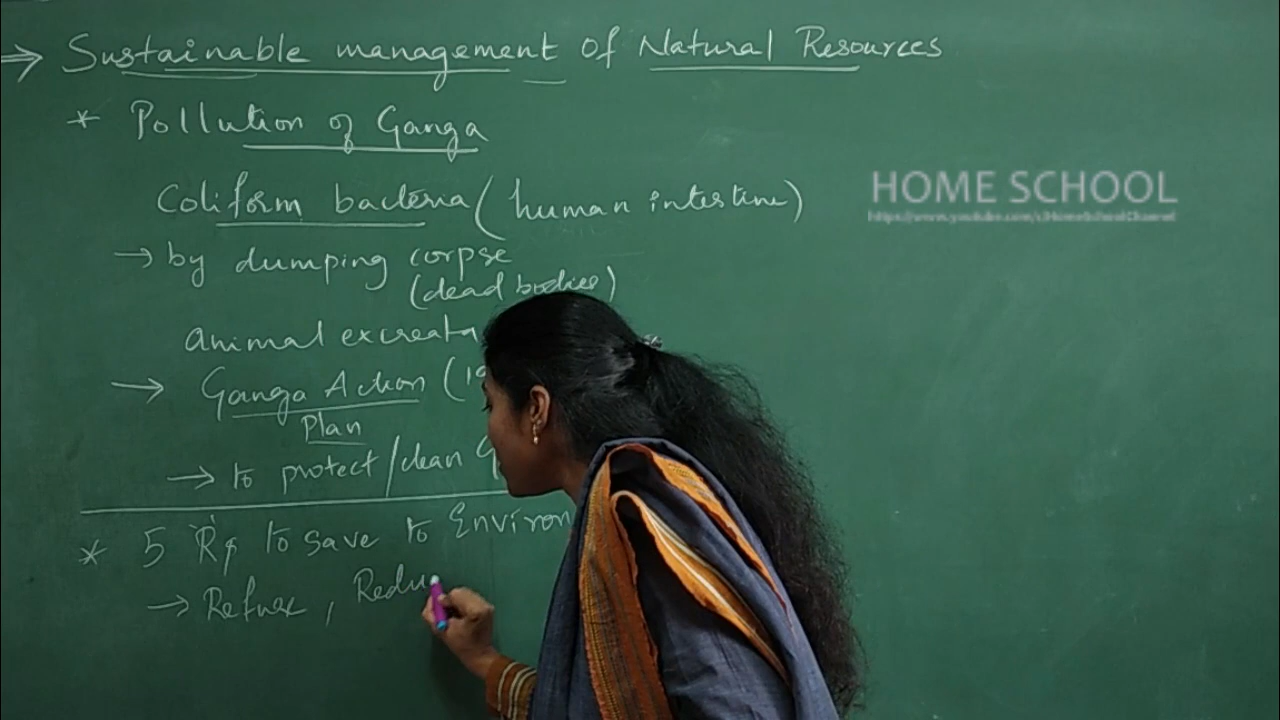 ⇒ Sustainable management of Natural Resources
* Pollution of Ganga
Coliform bacteria (human intestine)
HOME SCHOOL
→ by dumping corpse
(dead bodies)
animal excreata
→ Ganga Action (19
Plan
→ to protect/clean G
* 5 R's to save to Environ
→ Refuse, Redu